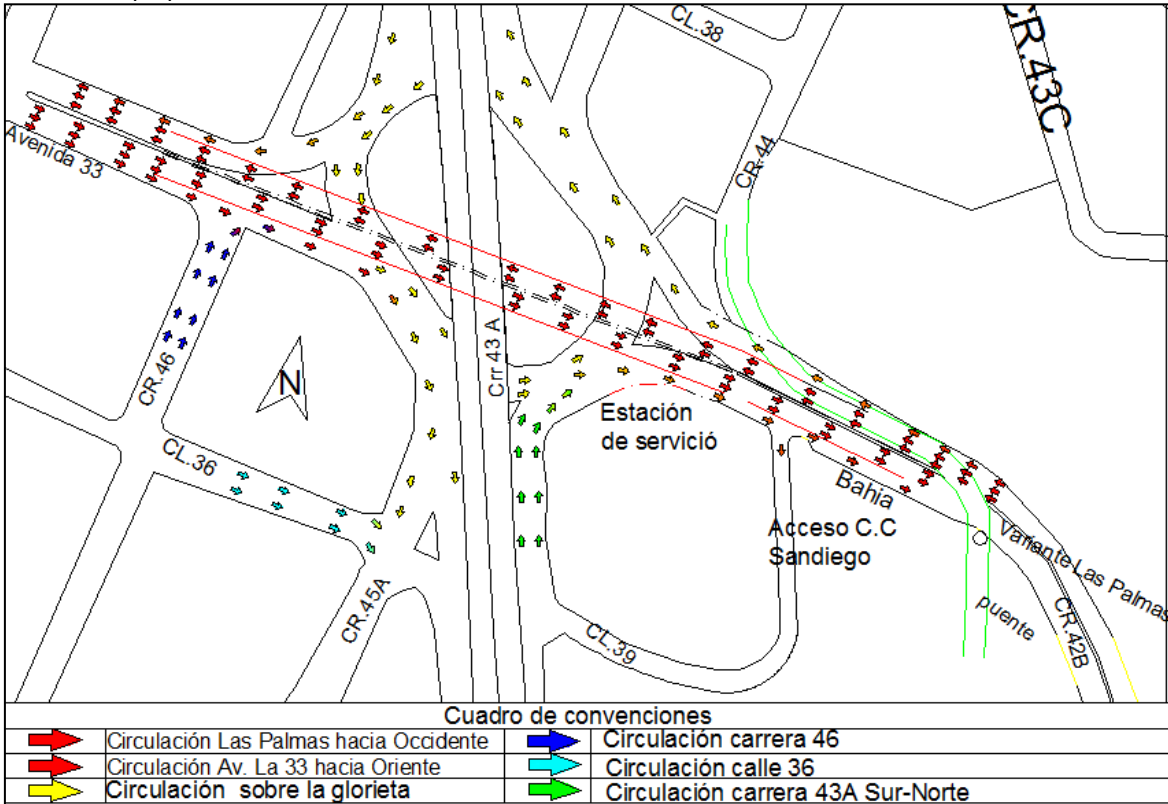 CL.38
CR.43C
Avenida 33
CR.44
Crr 43 A
CR.46
N
Estación
de servició
CL.36
Bahia
Acceso C.C
Sandiego
Variante Las Palmas
puente
CR.42B
CR.45A
CL.39
Cuadro de convenciones
Circulación Las Palmas hacia Occidente
Circulación carrera 46
Circulación Av. La 33 hacia Oriente
Circulación calle 36
Circulación sobre la glorieta
Circulación carrera 43A Sur-Norte